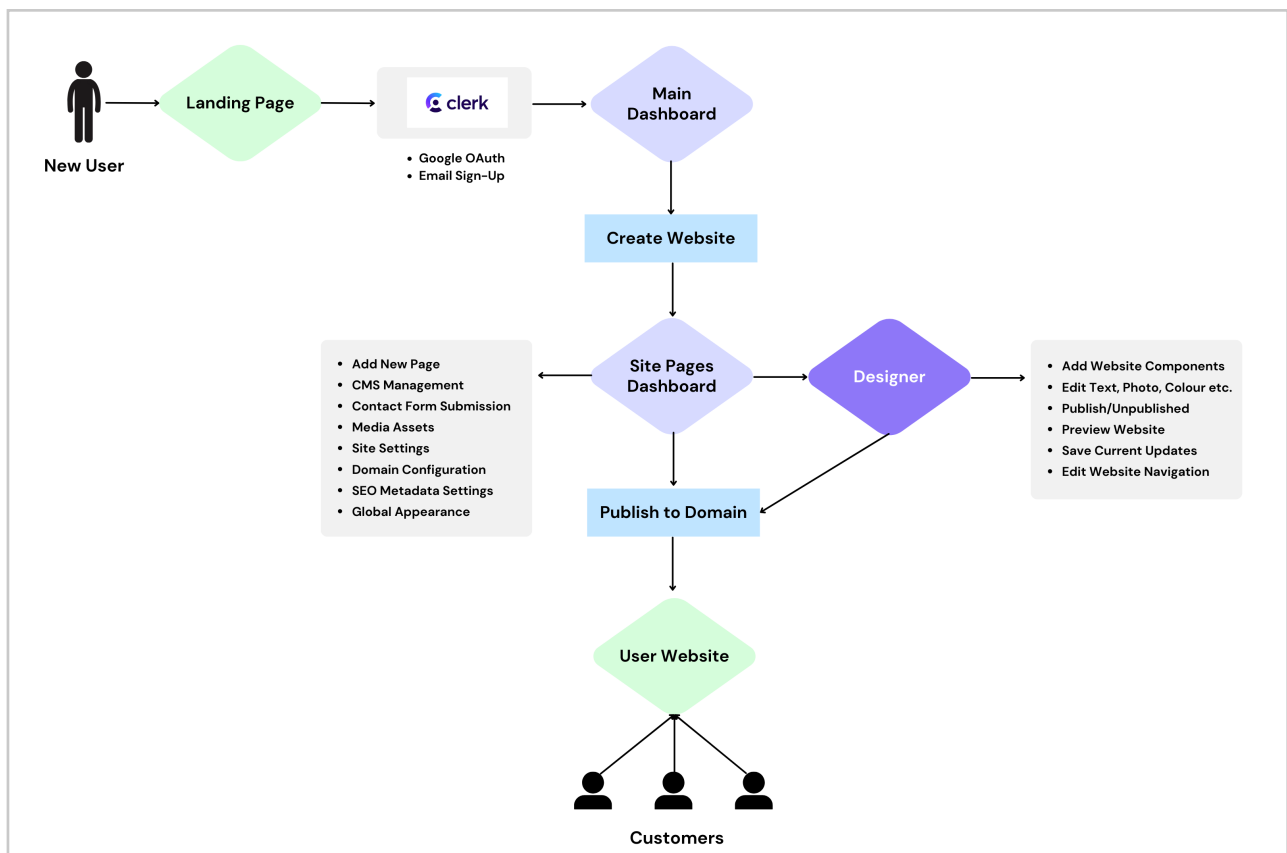 New User
Landing Page
clerk
• Google OAuth
• Email Sign-Up
Main
Dashboard
Create Website
Site Pages
Dashboard
• Add New Page
• CMS Management
• Contact Form Submission
• Media Assets
• Site Settings
• Domain Configuration
• SEO Metadata Settings
• Global Appearance
Designer
• Add Website Components
• Edit Text, Photo, Colour etc.
• Publish/Unpublished
• Preview Website
• Save Current Updates
• Edit Website Navigation
Publish to Domain
User Website
Customers